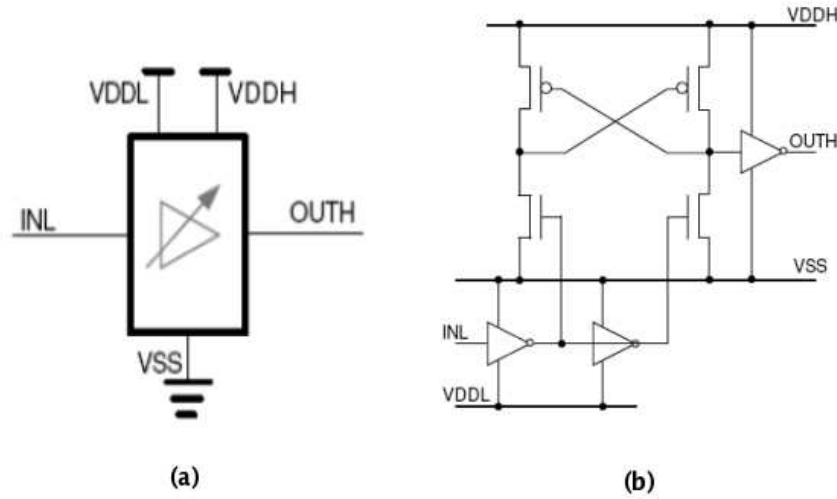 VDDL VDDH
INL OUTH
VSS
(a)
VDDH
OUTH
VSS
INL
VDDL
(b)